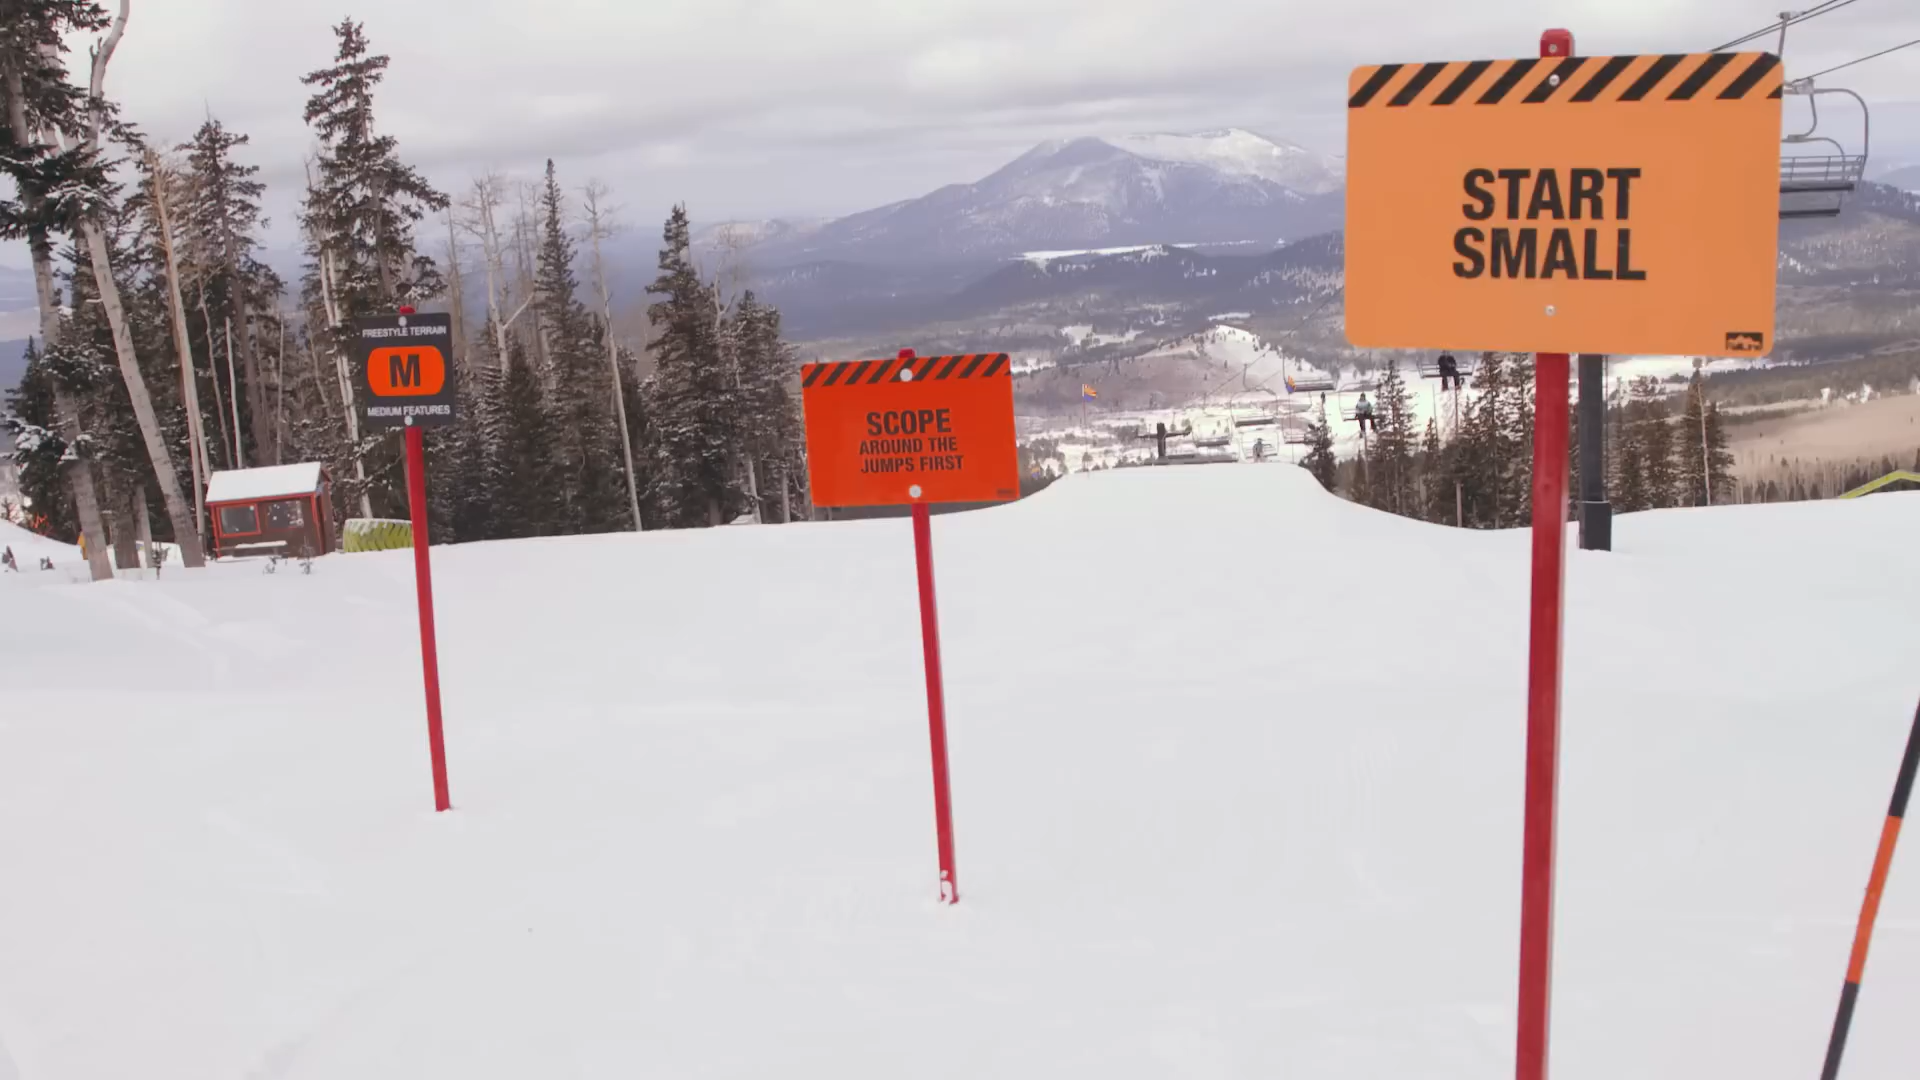 FREESTYLE TERRAIN
M
MEDIUM FEATURES
SCOPE
AROUND THE
JUMPS FIRST
START
SMALL